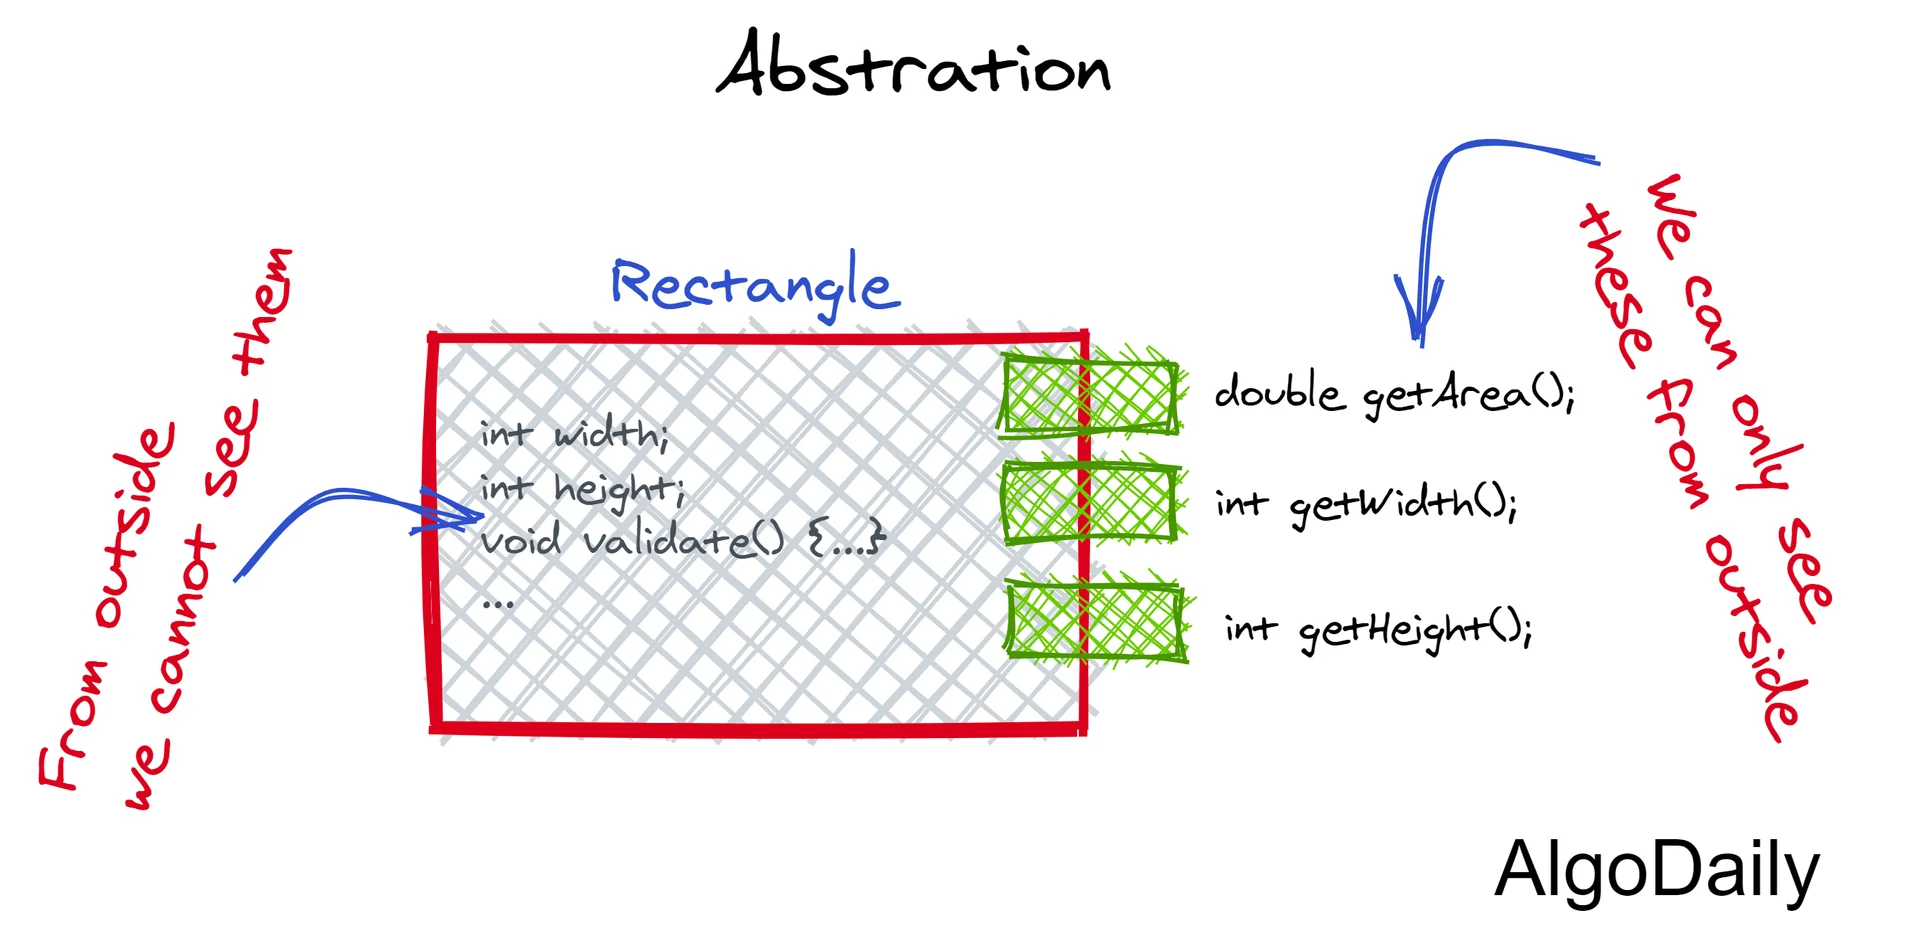 Abstration
We can only see
these from outside
Rectangle
From outside
we cannot see them
int width;
int height;
void validate() {...}
...
double getArea();
int getWidth();
int getHeight();
AlgoDaily